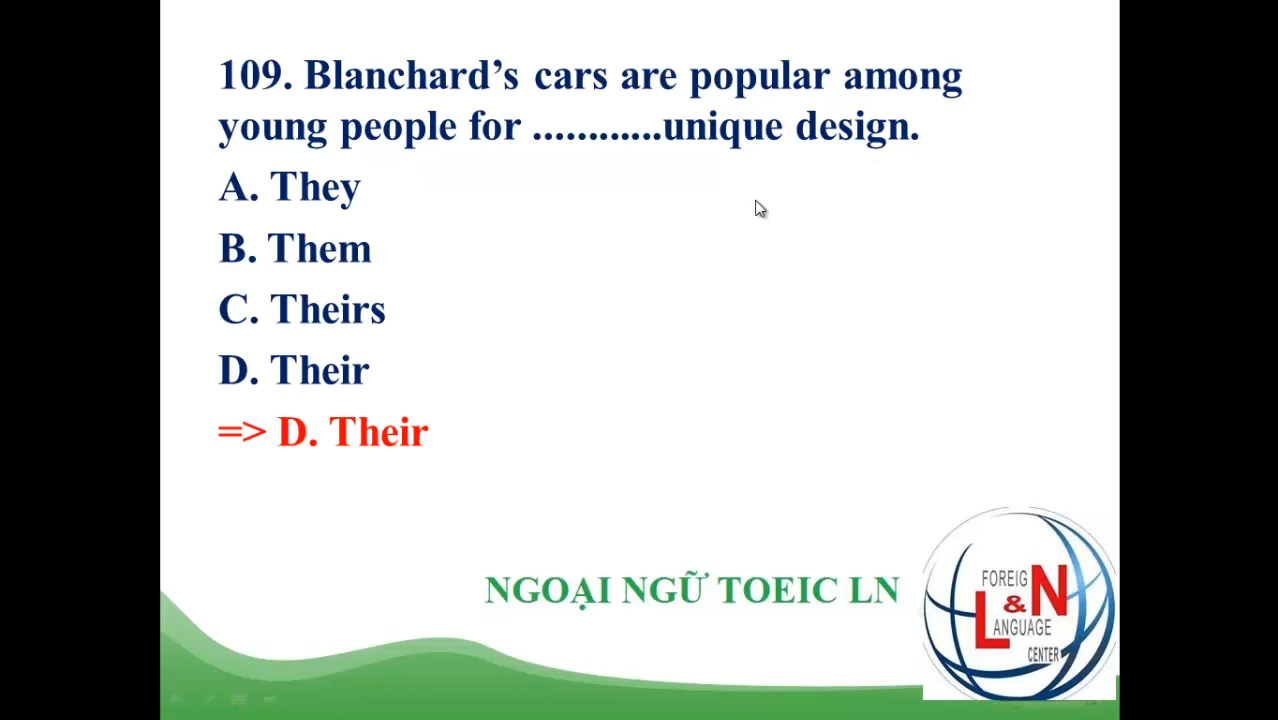 109. Blanchard’s cars are popular among
young people for ............unique design.
A. They
B. Them
C. Theirs
D. Their
=> D. Their
NGOẠI NGỮ TOEIC LN
FOREIG N
L &
ANGUAGE
CENTER